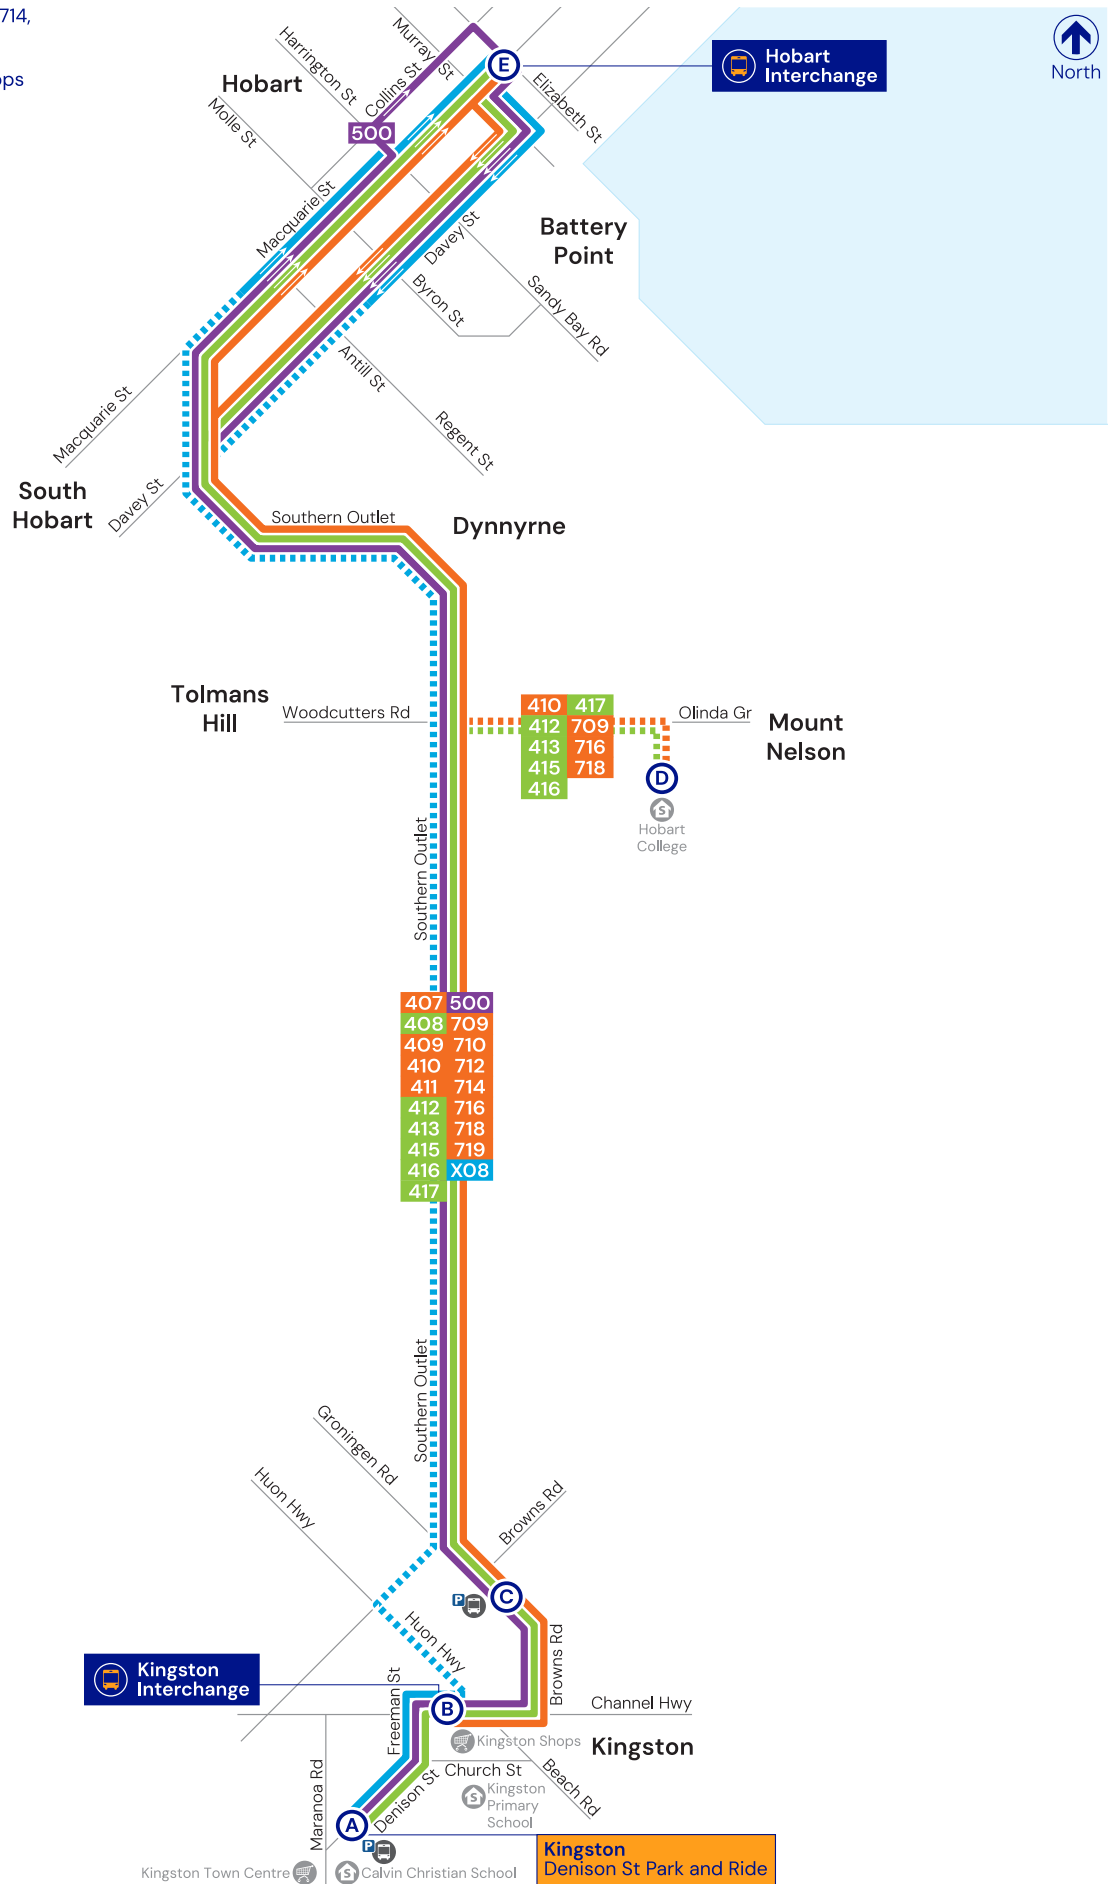 714,
ops
North
Hobart
Interchange
E
Murray St
Harrington St
Collins St
Elizabeth St
Hobart
Molle St
500
Macquarie St
Davey St
Battery
Point
Byron St
Sandy Bay Rd
Antill St
Regent St
Macquarie St
South
Hobart
Davey St
Southern Outlet
Dynnyrne
Tolmans
Hill
Woodcutters Rd
410 417
412 709
413 716
415 718
416
Olinda Gr
Mount
Nelson
D
S
Hobart
College
Southern Outlet
407 500
408 709
409 710
410 712
411 714
412 716
413 718
415 719
416 X08
417
Southern Outlet
Groningen Rd
Huon Hwy
Browns Rd
C
P
Huon Hwy
Browns Rd
Kingston
Interchange
Freeman St
B
Channel Hwy
Kingston Shops
Kingston
Church St
Beach Rd
Denison St
S
Kingston
Primary
School
Maranoa Rd
A
P
Kingston
Denison St Park and Ride
Kingston Town Centre
S
Calvin Christian School